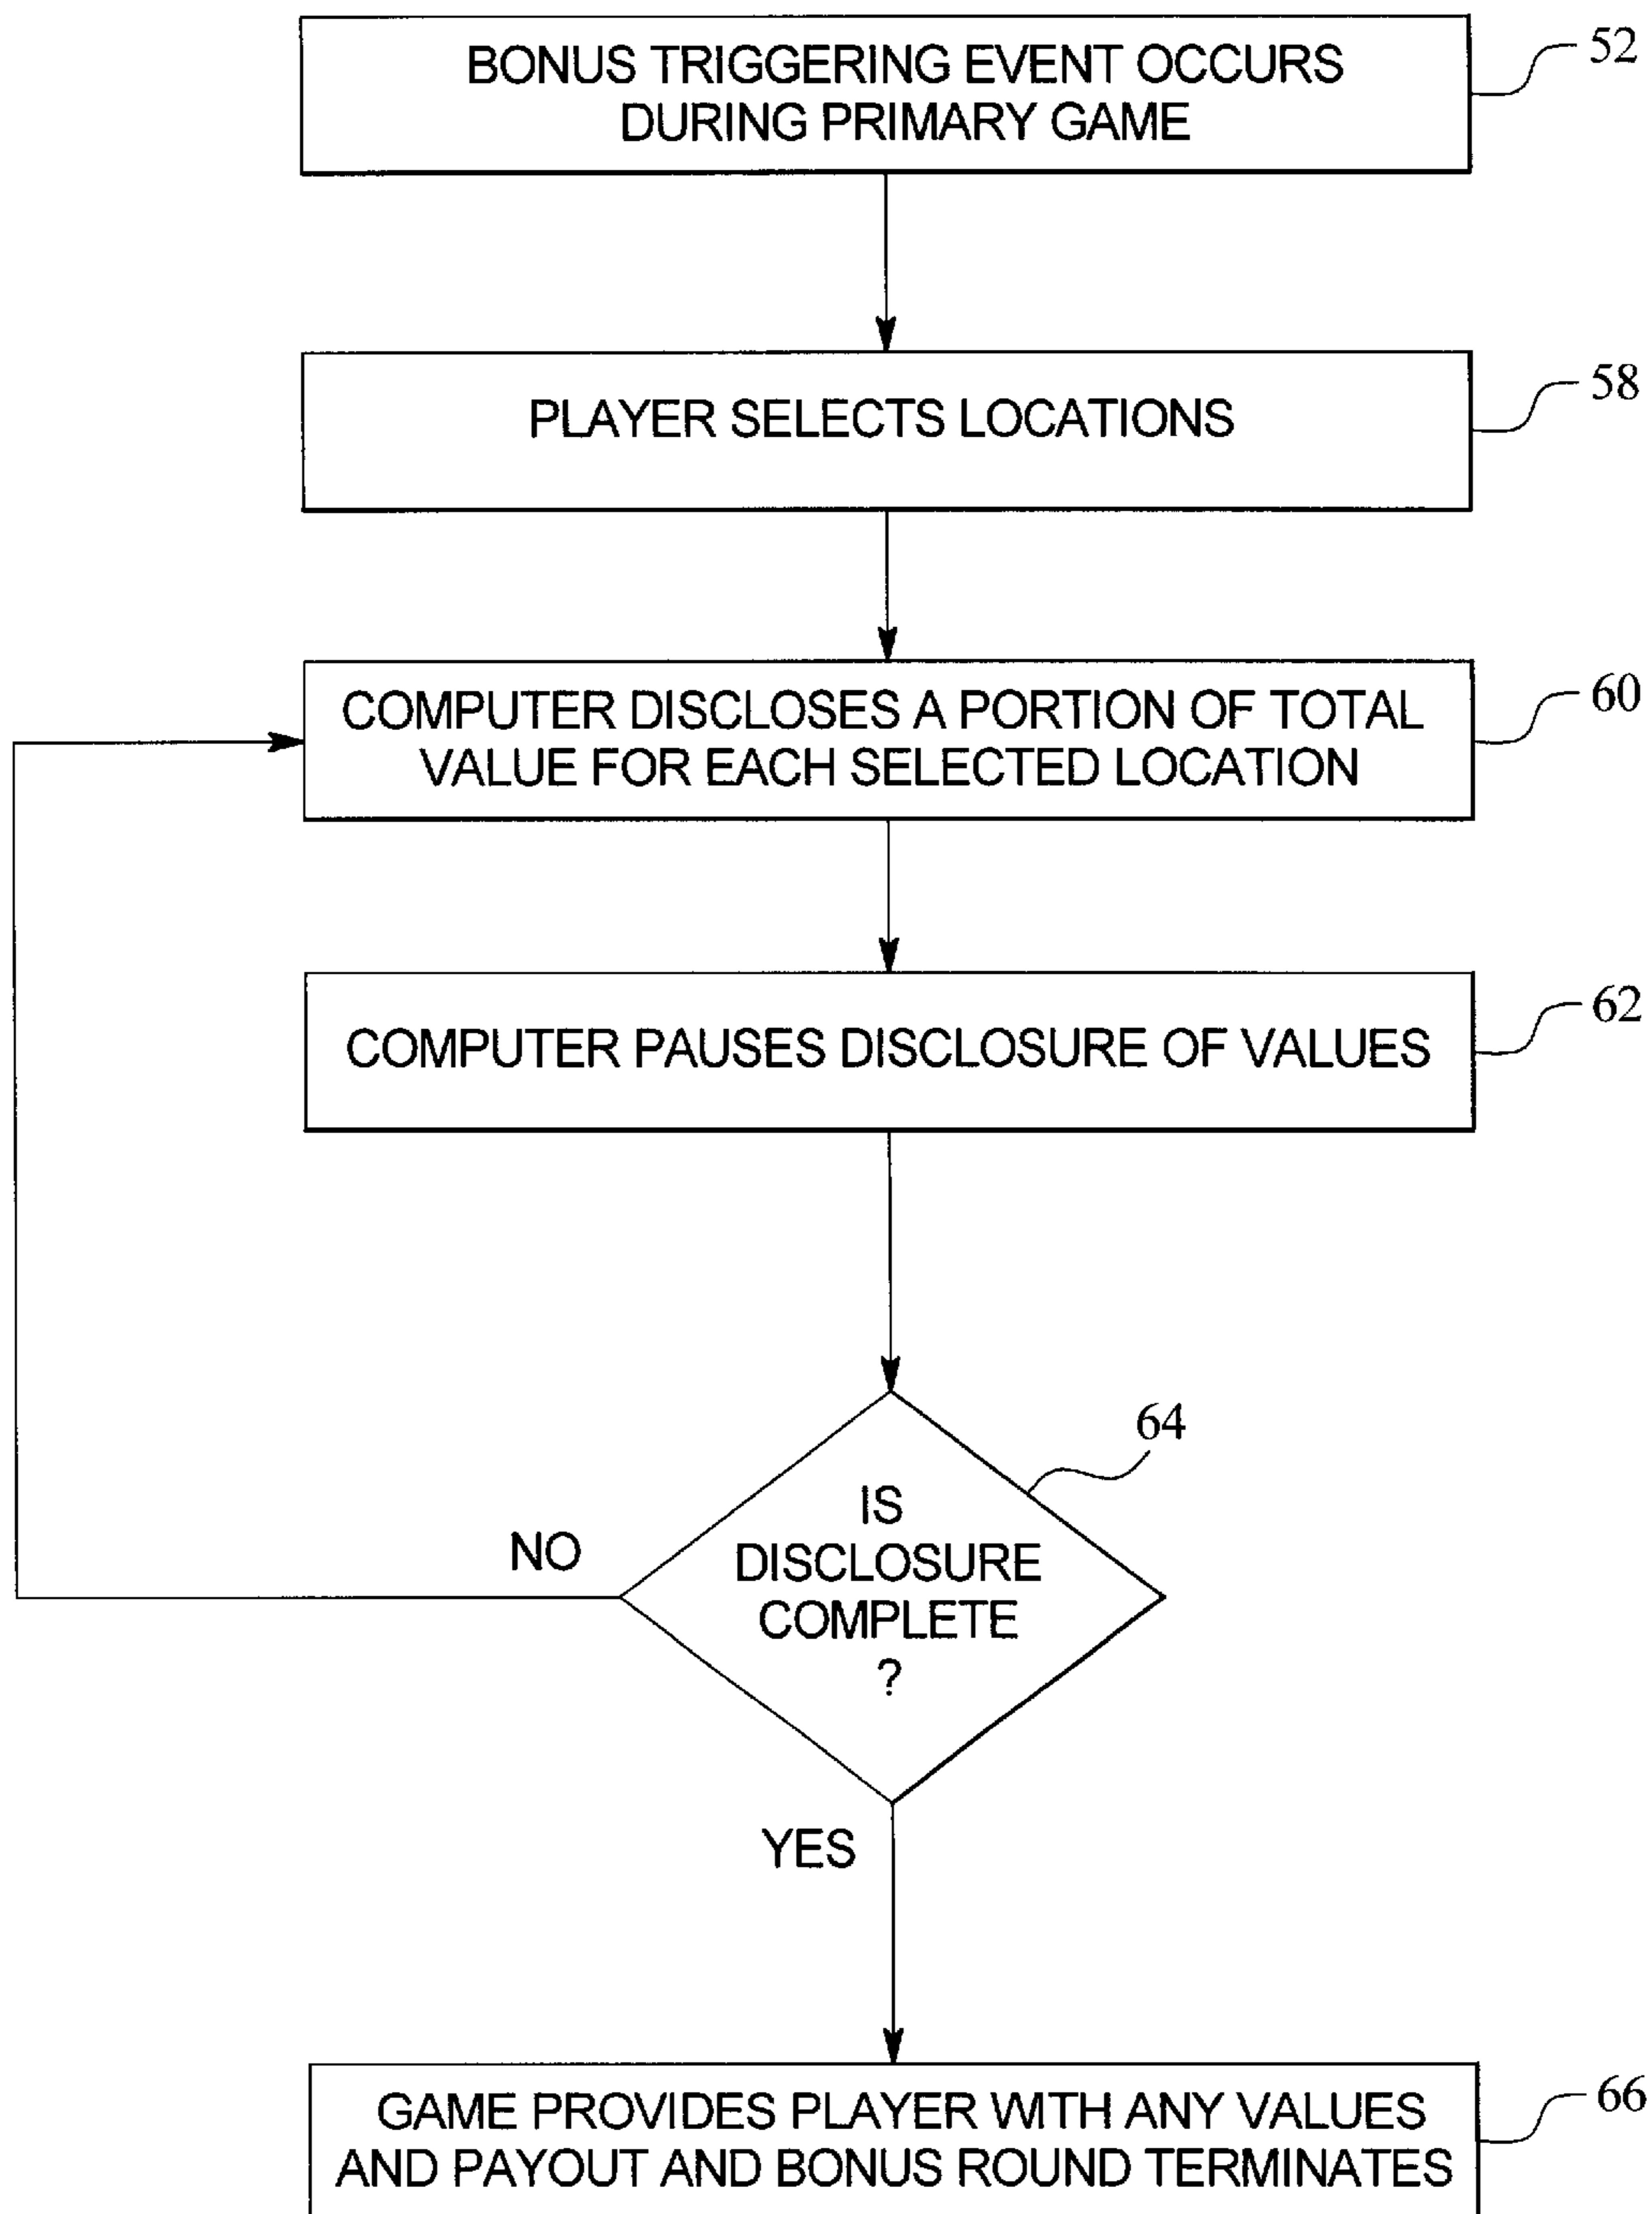 BONUS TRIGGERING EVENT OCCURS
DURING PRIMARY GAME
52
PLAYER SELECTS LOCATIONS
58
COMPUTER DISCLOSES A PORTION OF TOTAL
VALUE FOR EACH SELECTED LOCATION
60
COMPUTER PAUSES DISCLOSURE OF VALUES
62
64
IS
DISCLOSURE
COMPLETE
?
NO
YES
GAME PROVIDES PLAYER WITH ANY VALUES
AND PAYOUT AND BONUS ROUND TERMINATES
66